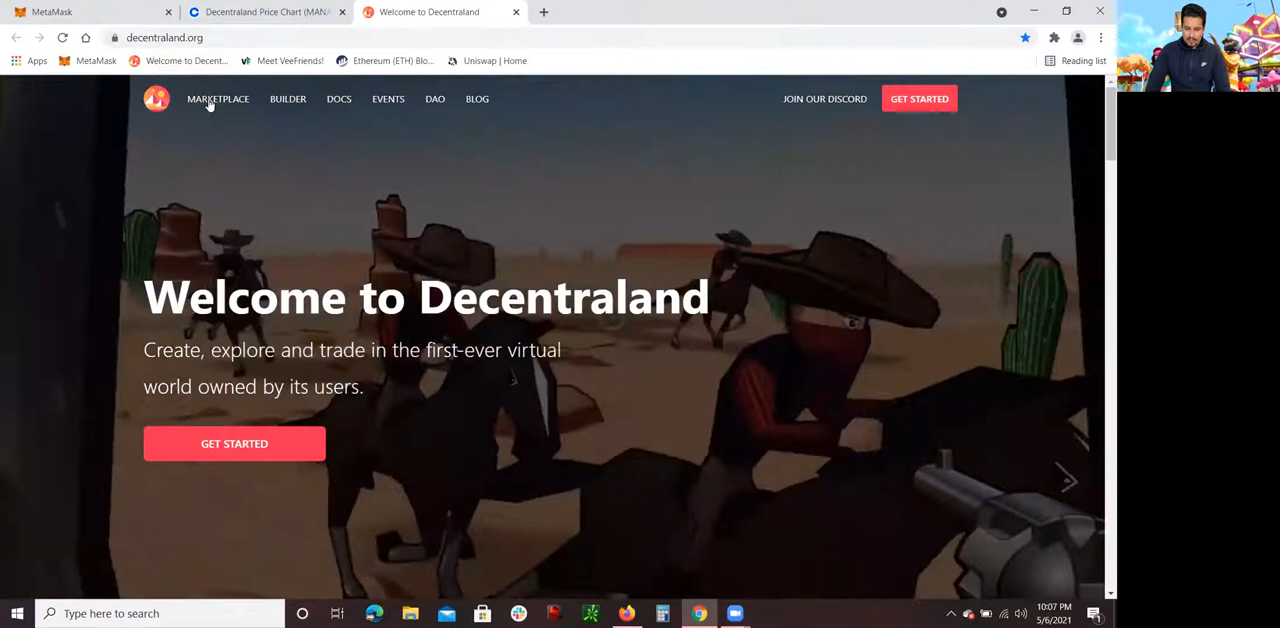 MetaMask
Decentraland Price Chart (MANA
Welcome to Decentraland
decentraland.org
Apps
MetaMask
Welcome to Decent...
Meet VeeFriends!
Ethereum (ETH) Blo...
Uniswap | Home
Reading list
MARKETPLACE
BUILDER
DOCS
EVENTS
DAO
BLOG
JOIN OUR DISCORD
GET STARTED
Welcome to Decentraland
Create, explore and trade in the first-ever virtual
world owned by its users.
GET STARTED
Type here to search
10:07 PM
5/6/2021